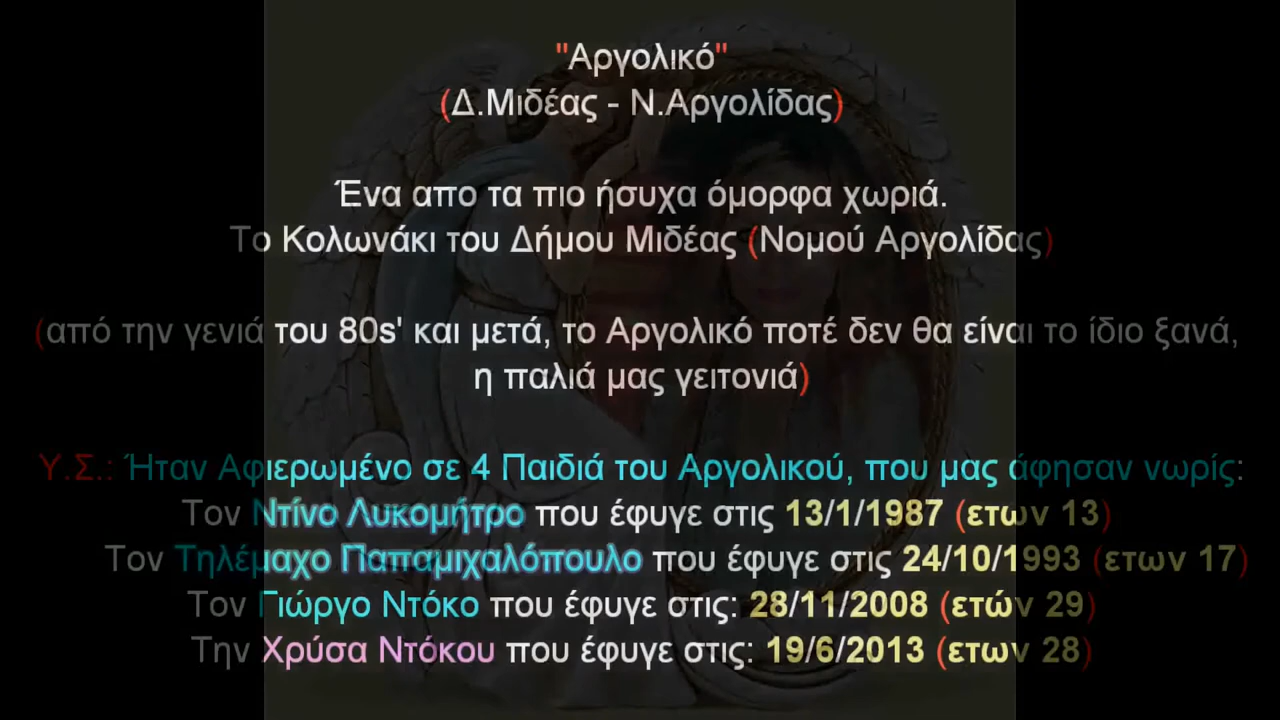 "Αργολικό"
(Δ.Μιδέας - Ν.Αργολίδας)
Ένα απο τα πιο ήσυχα όμορφα χωριά.
Το Κολωνάκι του Δήμου Μιδέας (Νομού Αργολίδας)
(από την γενιά του 80s' και μετά, το Αργολικό ποτέ δεν θα είναι το ίδιο ξανά,
η παλιά μας γειτονιά)
Υ.Σ.: Ήταν Αφιερωμένο σε 4 Παιδιά του Αργολικού, που μας άφησαν νωρίς:
Τον Ντίνο Λυκομήτρο που έφυγε στις 13/1/1987 (ετων 13)
Τον Τηλέμαχο Παπαμιχαλόπουλο που έφυγε στις 24/10/1993 (ετων 17)
Τον Γιώργο Ντόκο που έφυγε στις: 28/11/2008 (ετών 29)
Την Χρύσα Ντόκου που έφυγε στις: 19/6/2013 (ετων 28)